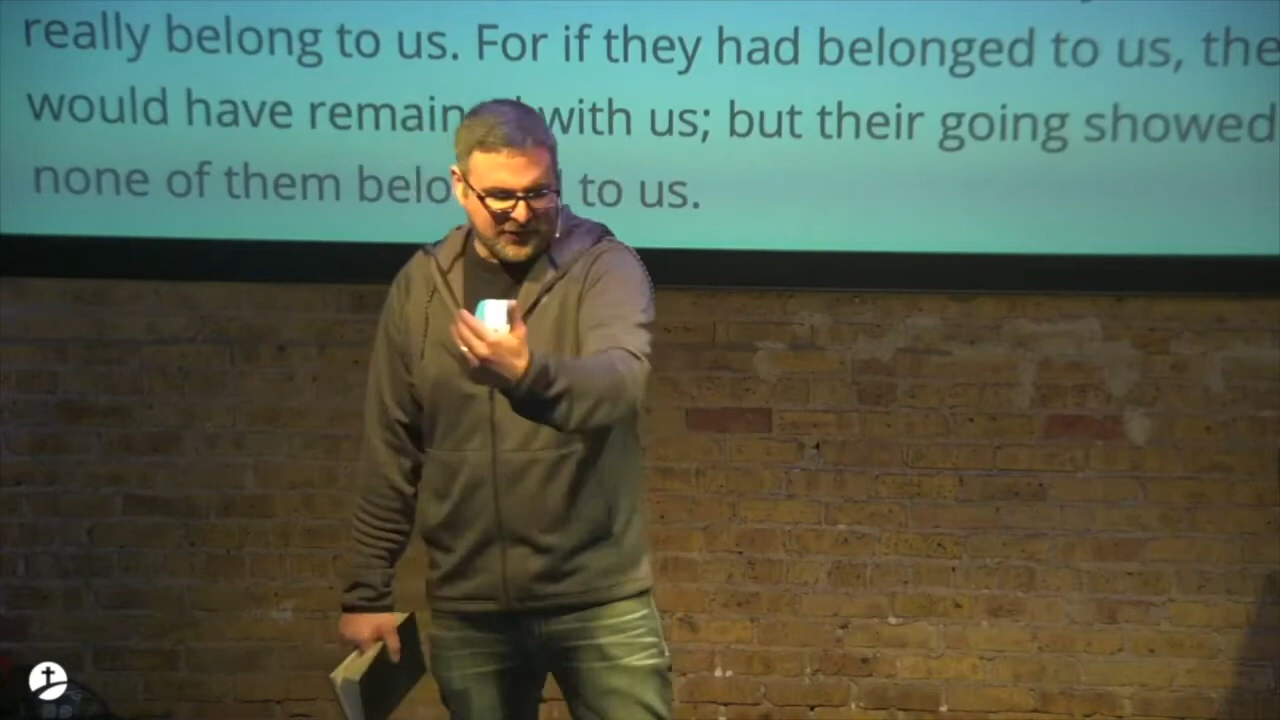 really belong to us. For if they had belonged to us, the
would have remain with us; but their going showed
none of them belo to us.